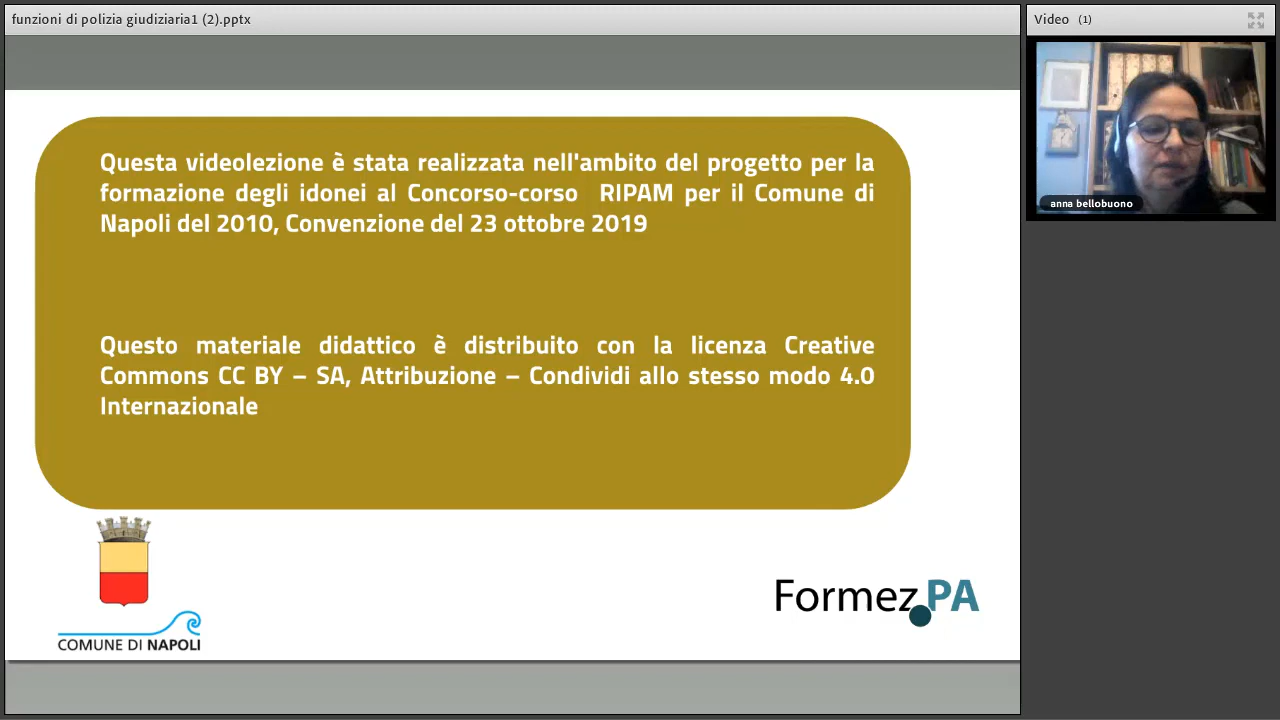 funzioni di polizia giudiziaria1 (2).pptx
Video (1)
anna bellobuono
Questa videolezione è stata realizzata nell'ambito del progetto per la
formazione degli idonei al Concorso-corso RIPAM per il Comune di
Napoli del 2010, Convenzione del 23 ottobre 2019
Questo materiale didattico è distribuito con la licenza Creative
Commons CC BY – SA, Attribuzione – Condividi allo stesso modo 4.0
Internazionale
COMUNE DI NAPOLI
Formez PA